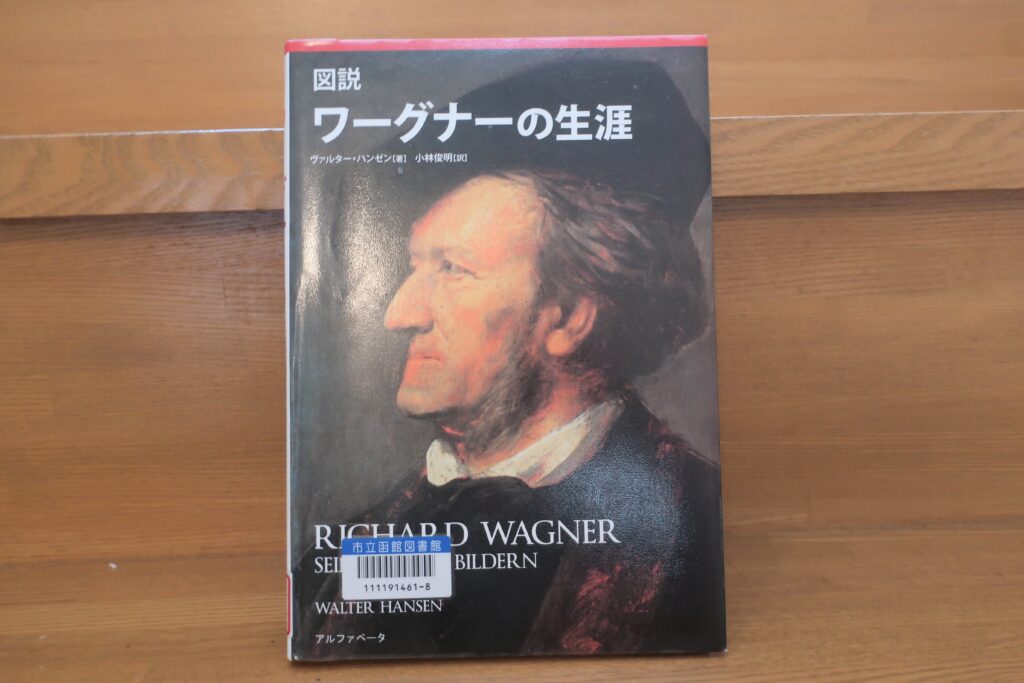 図説
ワーグナーの生涯
ヴァルター・ハンゼン[著] 小林俊明[訳]
RICHARD WAGNER
BILDERN
市立函館図書館
111191461-8
WALTER HANSEN
アルファベータ